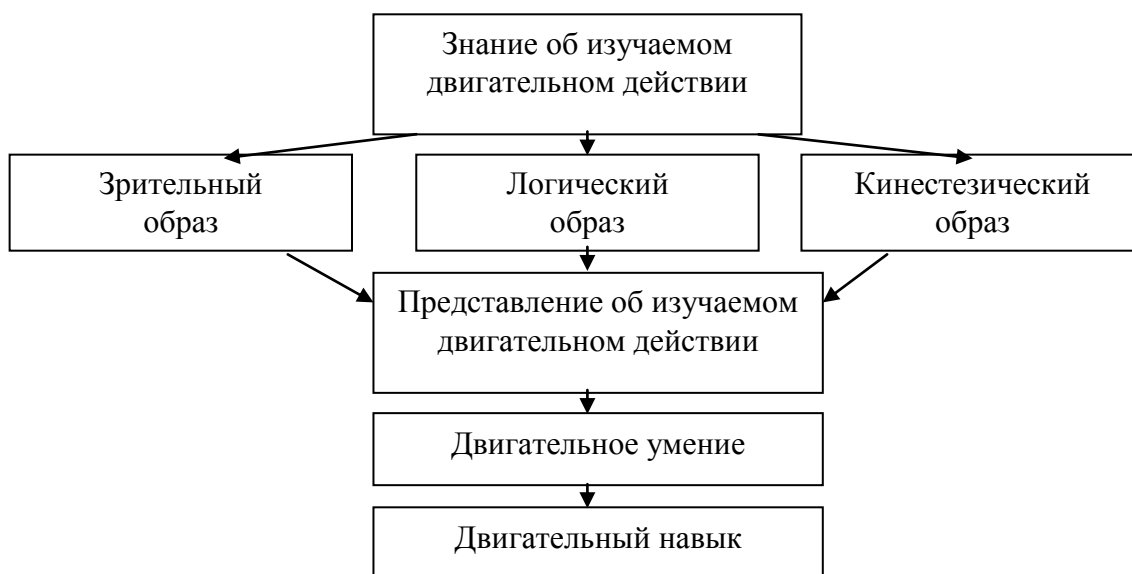 Знание об изучаемом
двигательном действии
Зрительный
образ
Логический
образ
Кинестезический
образ
Представление об изучаемом
двигательном действии
Двигательное умение
Двигательный навык